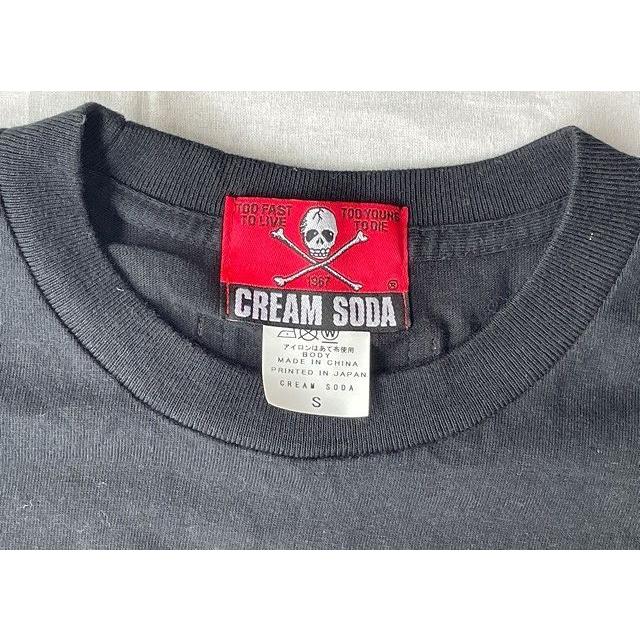 TOO FAST TOO YOUNG
TO LIVE TO DIE
1967
®
CREAM SODA
W
アイロンはあて布使用
BODY
MADE IN CHINA
PRINTED IN JAPAN
CREAM SODA
S